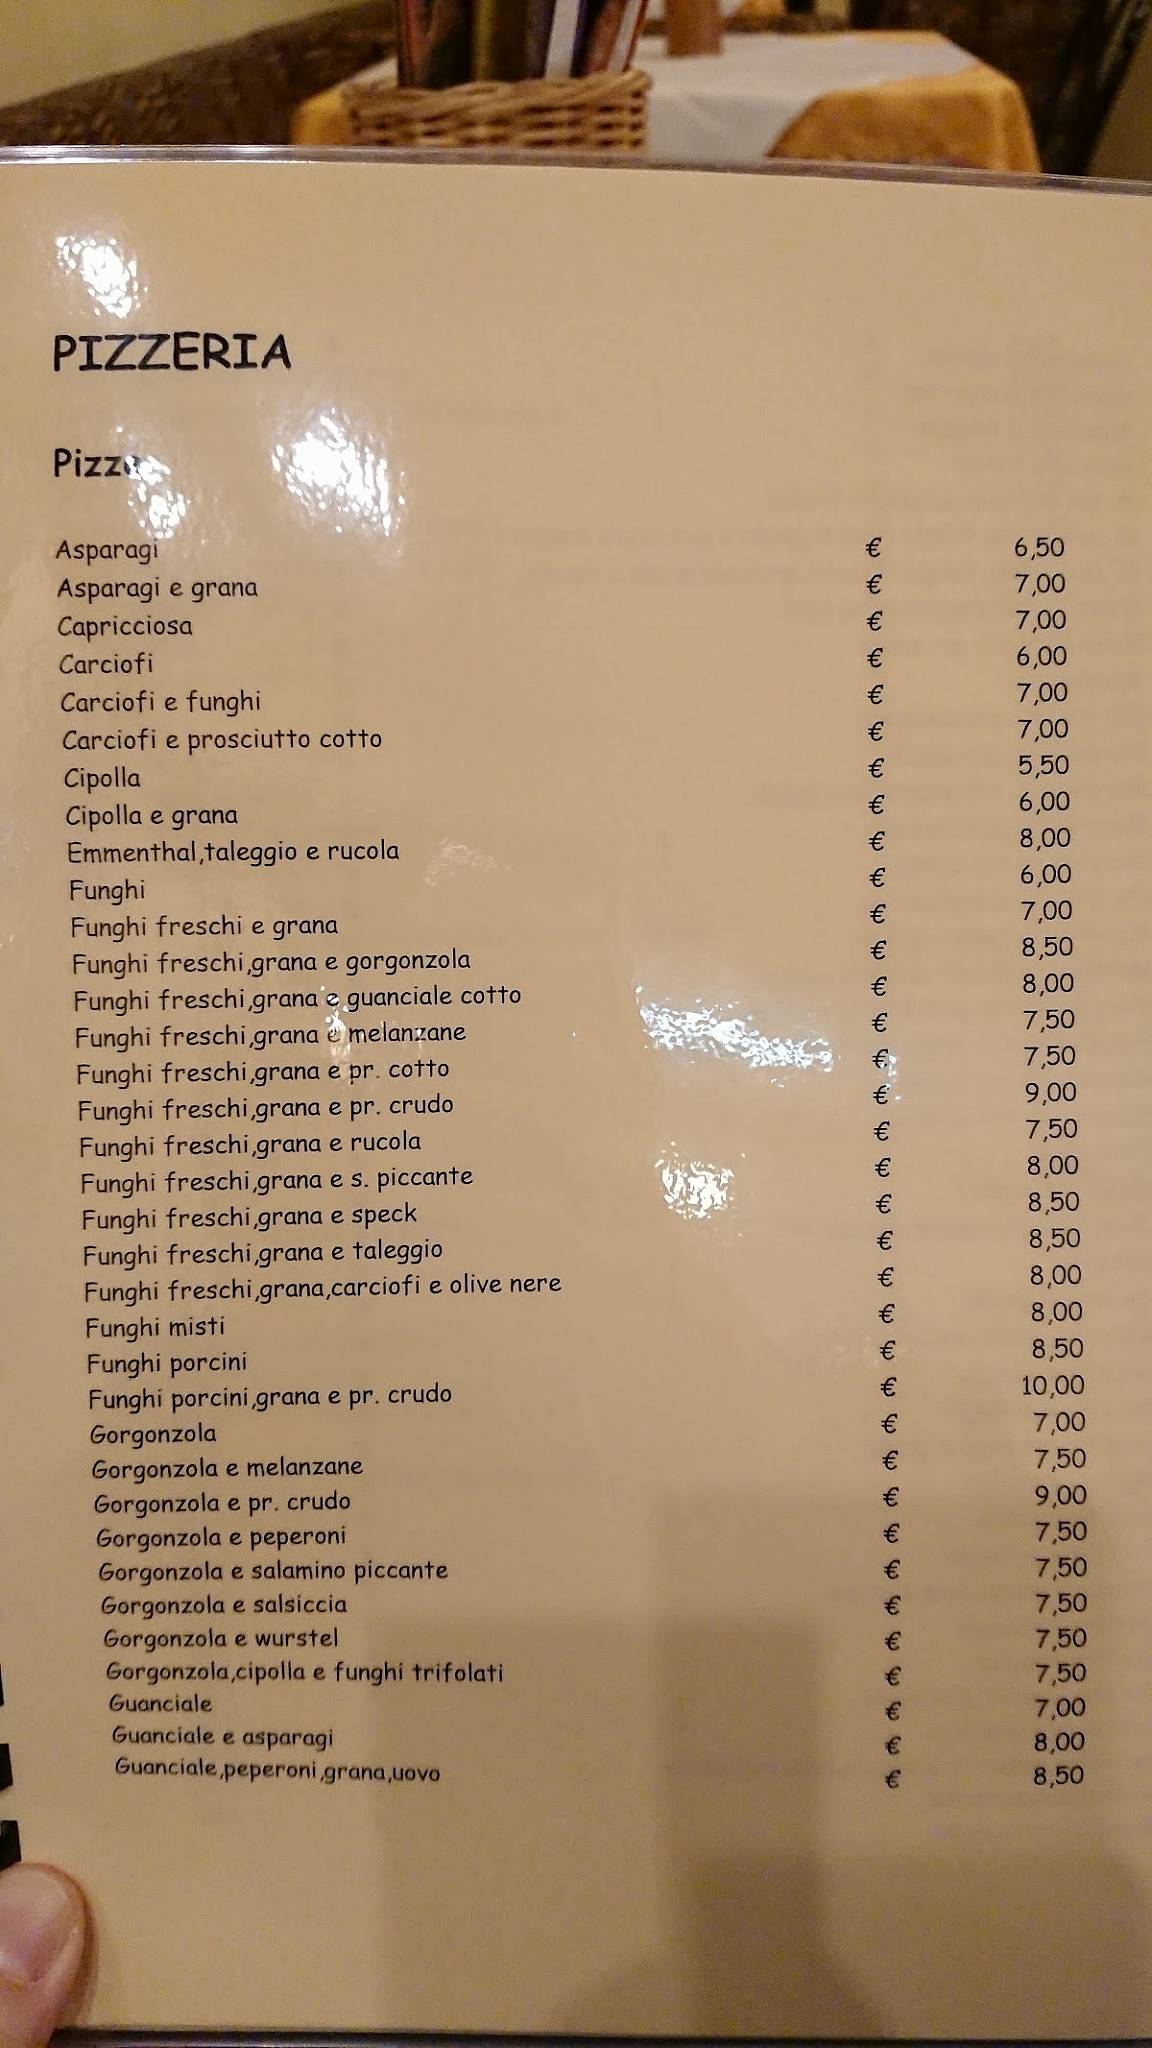 PIZZERIA
Pizze
Asparagi € 6,50
Asparagi e grana € 7,00
Capricciosa € 7,00
Carciofi € 6,00
Carciofi e funghi € 7,00
Carciofi e prosciutto cotto € 7,00
Cipolla € 5,50
Cipolla e grana € 6,00
Emmenthal,taleggio e rucola € 8,00
Funghi € 6,00
Funghi freschi e grana € 7,00
Funghi freschi,grana e gorgonzola € 8,50
Funghi freschi,grana e guanciale cotto € 8,00
Funghi freschi,grana e melanzane € 7,50
Funghi freschi,grana e pr. cotto € 7,50
Funghi freschi,grana e pr. crudo € 9,00
Funghi freschi,grana e rucola € 7,50
Funghi freschi,grana e s. piccante € 8,00
Funghi freschi,grana e speck € 8,50
Funghi freschi,grana e taleggio € 8,50
Funghi freschi,grana,carciofi e olive nere € 8,00
Funghi misti € 8,00
Funghi porcini € 8,50
Funghi porcini,grana e pr. crudo € 10,00
Gorgonzola € 7,00
Gorgonzola e melanzane € 7,50
Gorgonzola e pr. crudo € 9,00
Gorgonzola e peperoni € 7,50
Gorgonzola e salamino piccante € 7,50
Gorgonzola e salsiccia € 7,50
Gorgonzola e wurstel € 7,50
Gorgonzola,cipolla e funghi trifolati € 7,50
Guanciale € 7,00
Guanciale e asparagi € 8,00
Guanciale,peperoni,grana,uovo € 8,50